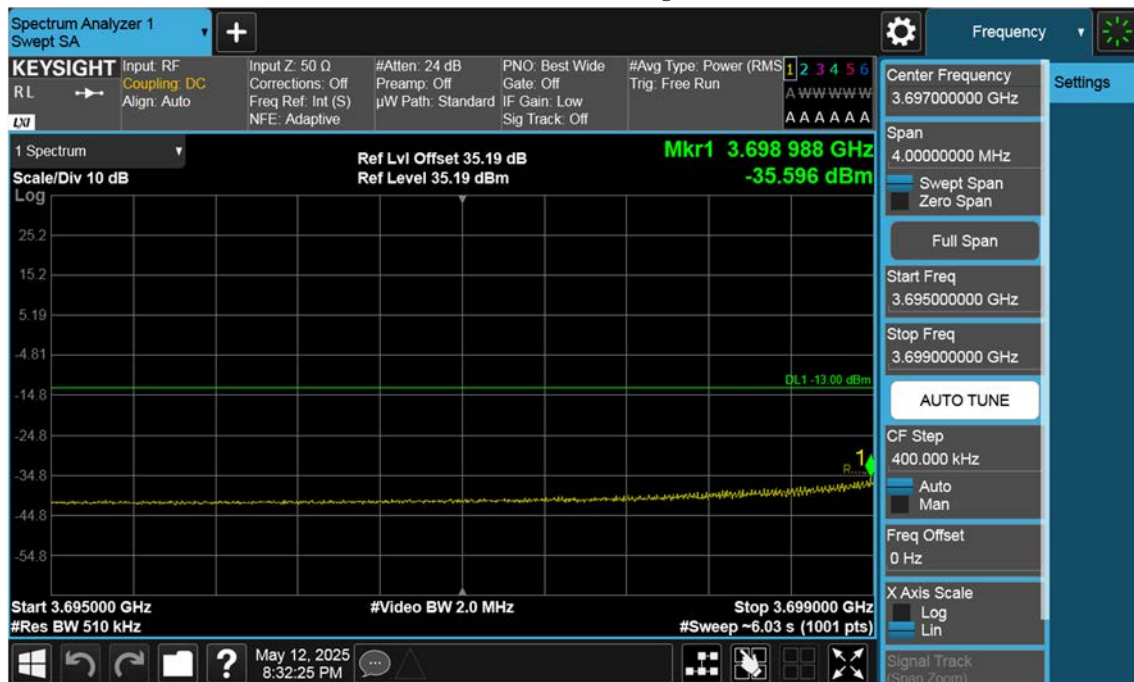 Spectrum Analyzer 1
Swept SA
+
Frequency
KEYSIGHT
RL
LXI
Input: RF
Coupling: DC
Align: Auto
Input Z: 50 Ω
Corrections: Off
Freq Ref: Int (S)
NFE: Adaptive
#Atten: 24 dB
Preamp: Off
µW Path: Standard
PNO: Best Wide
Gate: Off
IF Gain: Low
Sig Track: Off
#Avg Type: Power (RMS
Trig: Free Run
1 2 3 4 5 6
A W W W W W
A A A A A A
1 Spectrum
Scale/Div 10 dB
Ref Lvl Offset 35.19 dB
Ref Level 35.19 dBm
Mkr1 3.698 988 GHz
-35.596 dBm
Log
25.2
15.2
5.19
-4.81
-14.8
-24.8
-34.8
-44.8
-54.8
DL1 -13.00 dBm
1
Start 3.695000 GHz
#Res BW 510 kHz
#Video BW 2.0 MHz
Stop 3.699000 GHz
#Sweep ~6.03 s (1001 pts)
Center Frequency
3.697000000 GHz
Span
4.00000000 MHz
Swept Span
Zero Span
Full Span
Start Freq
3.695000000 GHz
Stop Freq
3.699000000 GHz
AUTO TUNE
CF Step
400.000 kHz
Auto
Man
Freq Offset
0 Hz
X Axis Scale
Log
Lin
Signal Track
(Span Zoom)
Settings
?
May 12, 2025
8:32:25 PM